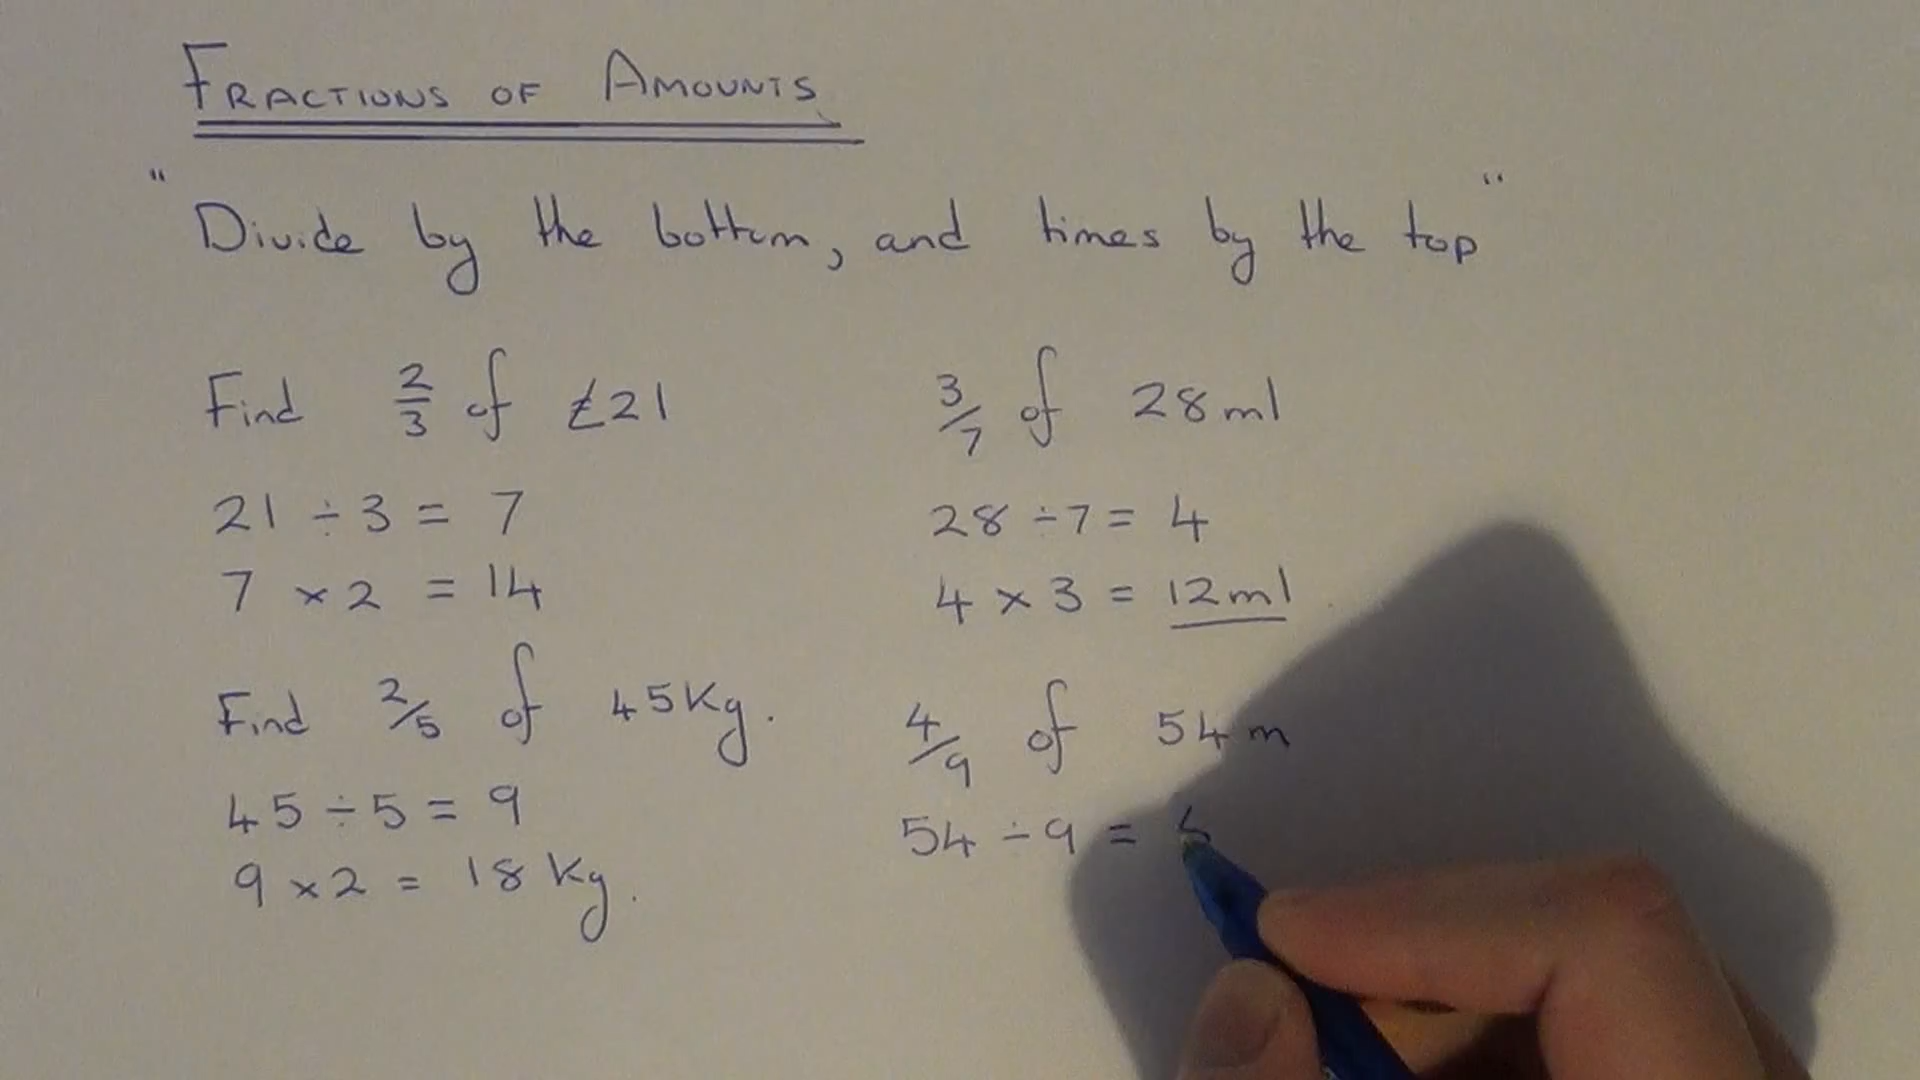 FRACTIONS OF AMOUNTS
"Divide by the bottom, and times by the top"
Find 2/3 of £21
21 ÷ 3 = 7
7 × 2 = 14
Find 2/5 of 45Kg.
45 ÷ 5 = 9
9 × 2 = 18 Kg.
3/7 of 28ml
28 ÷ 7 = 4
4 × 3 = 12ml
4/9 of 54m
54 ÷ 9 =